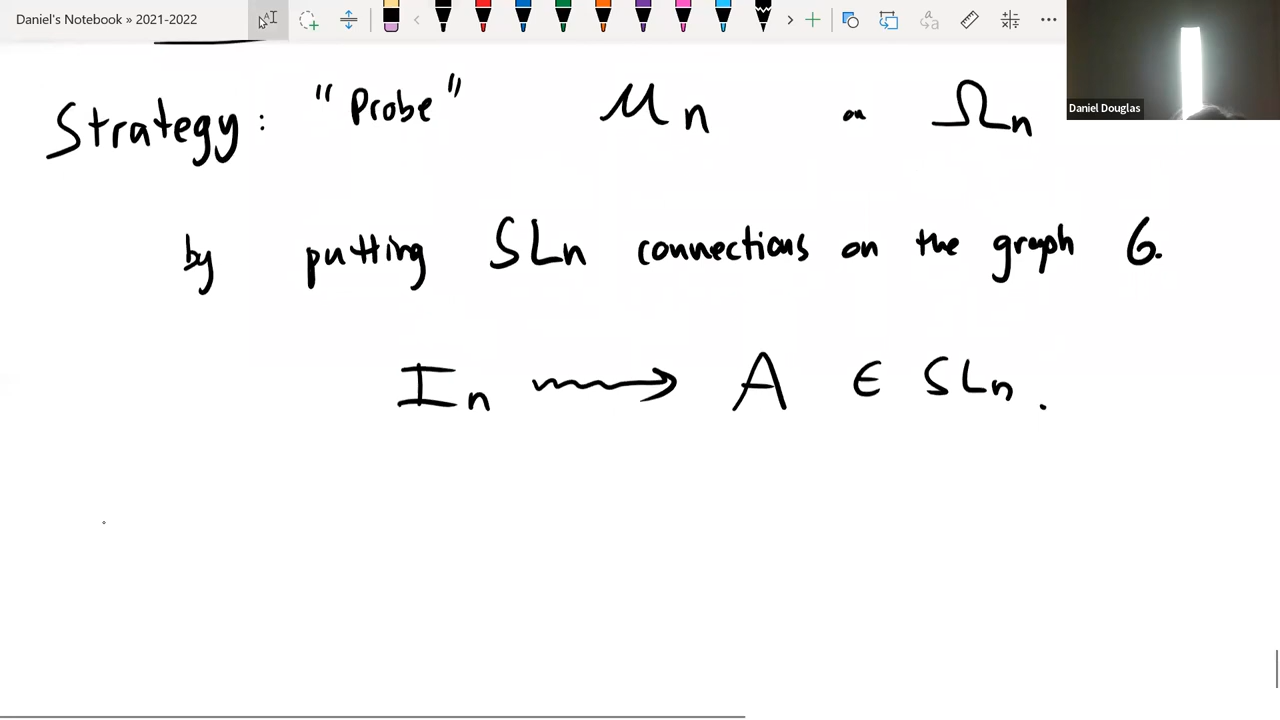 Daniel's Notebook » 2021-2022
Daniel Douglas
Strategy: "Probe" μn on Ωn
by putting SLn connections on the graph G.
In ⟿ A ∈ SLn.